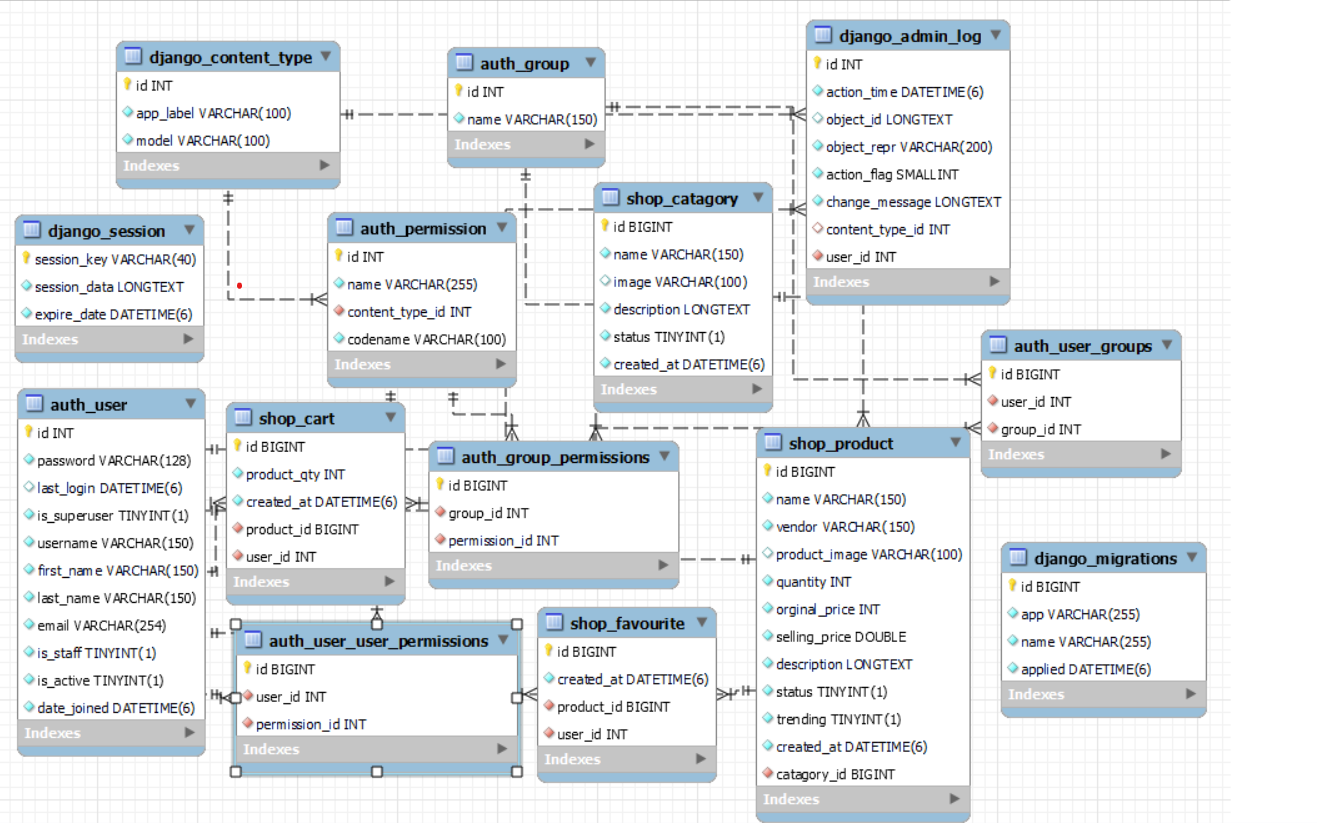 django_content_type
id INT
app_label VARCHAR(100)
model VARCHAR(100)
Indexes
auth_group
id INT
name VARCHAR(150)
Indexes
django_admin_log
id INT
action_time DATETIME(6)
object_id LONGTEXT
object_repr VARCHAR(200)
action_flag SMALLINT
change_message LONGTEXT
content_type_id INT
user_id INT
Indexes
django_session
session_key VARCHAR(40)
session_data LONGTEXT
expire_date DATETIME(6)
Indexes
auth_permission
id INT
name VARCHAR(255)
content_type_id INT
codename VARCHAR(100)
Indexes
shop_catagory
id BIGINT
name VARCHAR(150)
image VARCHAR(100)
description LONGTEXT
status TINYINT(1)
created_at DATETIME(6)
Indexes
auth_user_groups
id BIGINT
user_id INT
group_id INT
Indexes
auth_user
id INT
password VARCHAR(128)
last_login DATETIME(6)
is_superuser TINYINT(1)
username VARCHAR(150)
first_name VARCHAR(150)
last_name VARCHAR(150)
email VARCHAR(254)
is_staff TINYINT(1)
is_active TINYINT(1)
date_joined DATETIME(6)
Indexes
shop_cart
id BIGINT
product_qty INT
created_at DATETIME(6)
product_id BIGINT
user_id INT
Indexes
auth_group_permissions
id BIGINT
group_id INT
permission_id INT
Indexes
shop_product
id BIGINT
name VARCHAR(150)
vendor VARCHAR(150)
product_image VARCHAR(100)
quantity INT
orginal_price INT
selling_price DOUBLE
description LONGTEXT
status TINYINT(1)
trending TINYINT(1)
created_at DATETIME(6)
catagory_id BIGINT
Indexes
django_migrations
id BIGINT
app VARCHAR(255)
name VARCHAR(255)
applied DATETIME(6)
Indexes
auth_user_user_permissions
id BIGINT
user_id INT
permission_id INT
Indexes
shop_favourite
id BIGINT
created_at DATETIME(6)
product_id BIGINT
user_id INT
Indexes